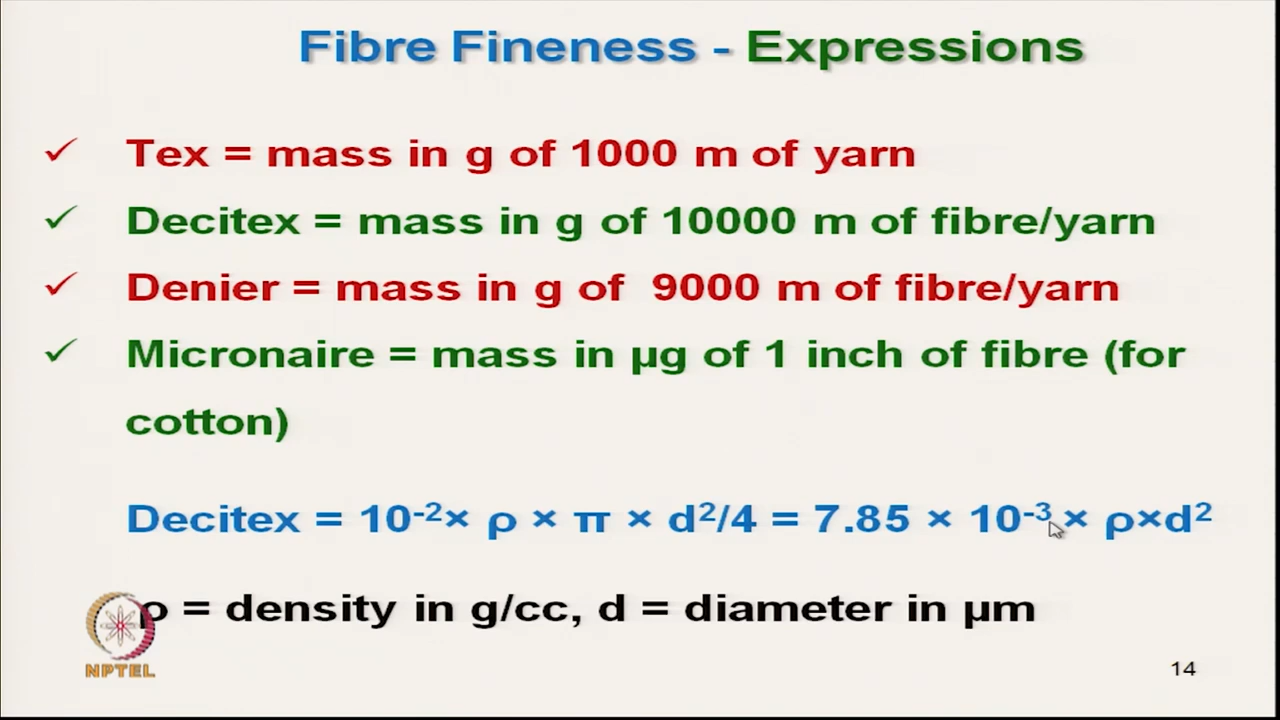 Fibre Fineness - Expressions
✓ Tex = mass in g of 1000 m of yarn
✓ Decitex = mass in g of 10000 m of fibre/yarn
✓ Denier = mass in g of 9000 m of fibre/yarn
✓ Micronaire = mass in µg of 1 inch of fibre (for
cotton)
Decitex = 10⁻²× ρ × π × d²/4 = 7.85 × 10⁻³ × ρ×d²
ρ = density in g/cc, d = diameter in µm
NPTEL
14